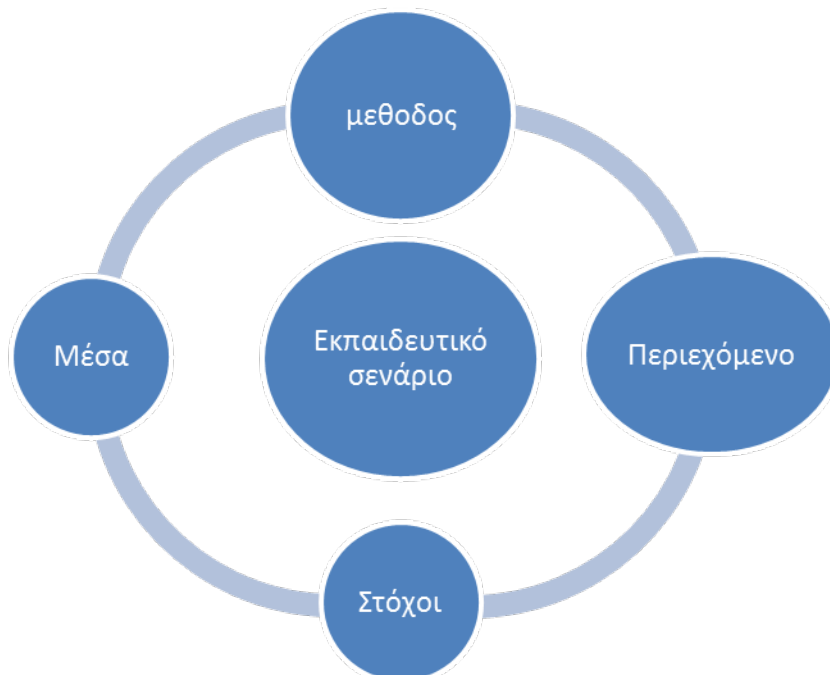 μεθοδος
Εκπαιδευτικό
σενάριο
Περιεχόμενο
Μέσα
Στόχοι